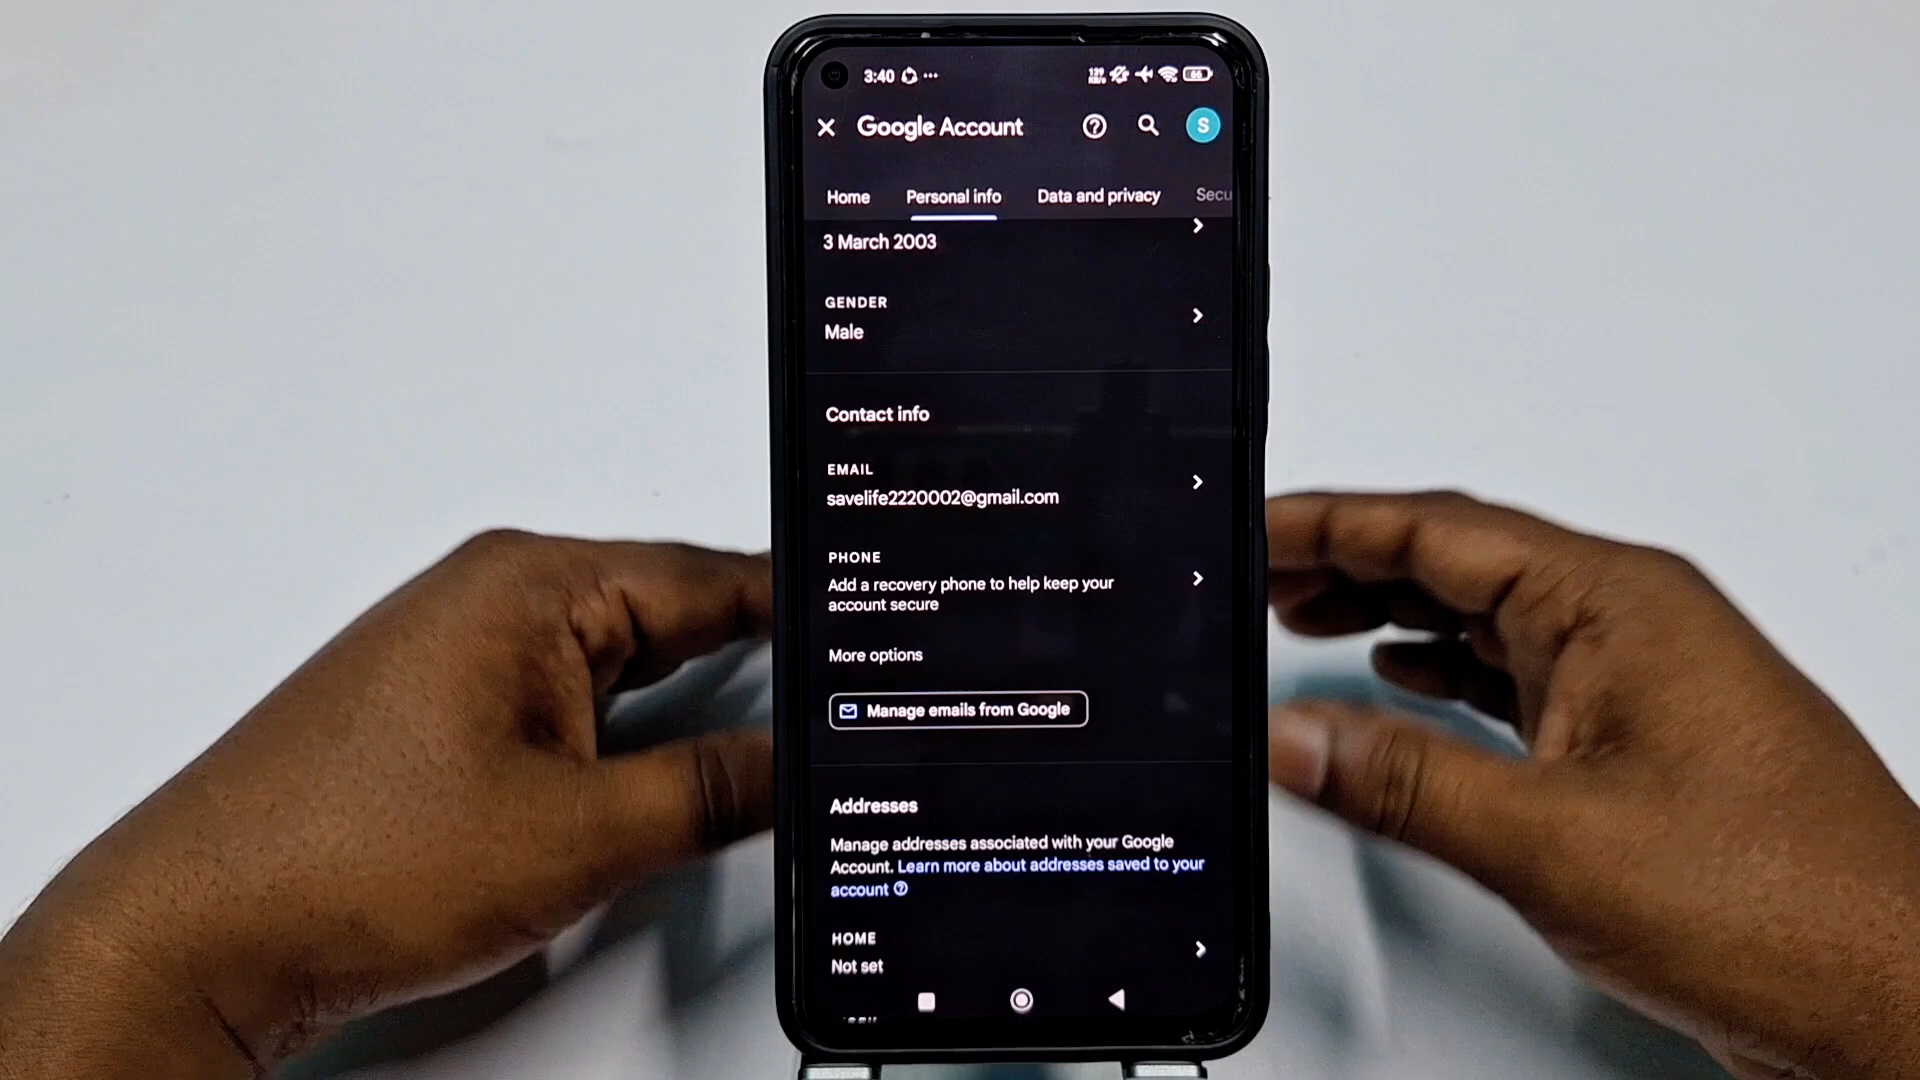 3:40 ...
66
Google Account
S
Home Personal info Data and privacy Secu
3 March 2003
GENDER
Male
Contact info
EMAIL
savelife2220002@gmail.com
PHONE
Add a recovery phone to help keep your
account secure
More options
Manage emails from Google
Addresses
Manage addresses associated with your Google
Account. Learn more about addresses saved to your
account
HOME
Not set